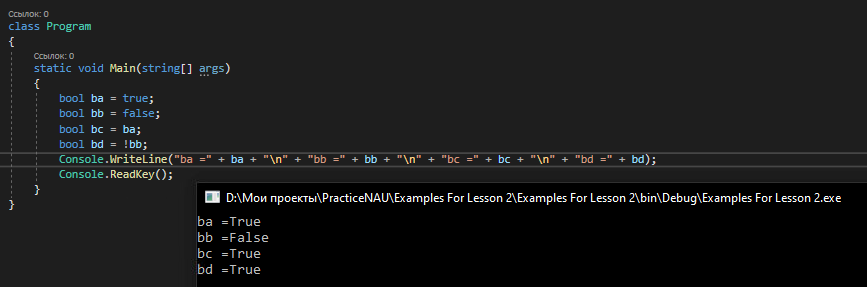 Ссылок: 0
class Program
{
Ссылок: 0
static void Main(string[] args)
{
bool ba = true;
bool bb = false;
bool bc = ba;
bool bd = !bb;
Console.WriteLine("ba =" + ba + "\n" + "bb =" + bb + "\n" + "bc =" + bc + "\n" + "bd =" + bd);
Console.ReadKey();
}
}
D:\Мои проекты\PracticeNAU\Examples For Lesson 2\Examples For Lesson 2\bin\Debug\Examples For Lesson 2.exe
ba =True
bb =False
bc =True
bd =True